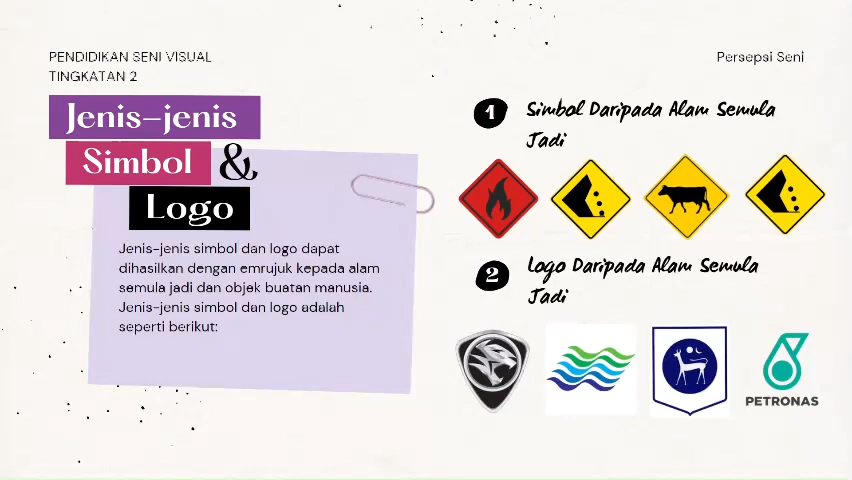 PENDIDIKAN SENI VISUAL
TINGKATAN 2
Persepsi Seni
Jenis-jenis
Simbol &
Logo
Jenis-jenis simbol dan logo dapat
dihasilkan dengan emrujuk kepada alam
semula jadi dan objek buatan manusia.
Jenis-jenis simbol dan logo adalah
seperti berikut:
1 Simbol Daripada Alam Semula
Jadi
2 Logo Daripada Alam Semula
Jadi
PETRONAS